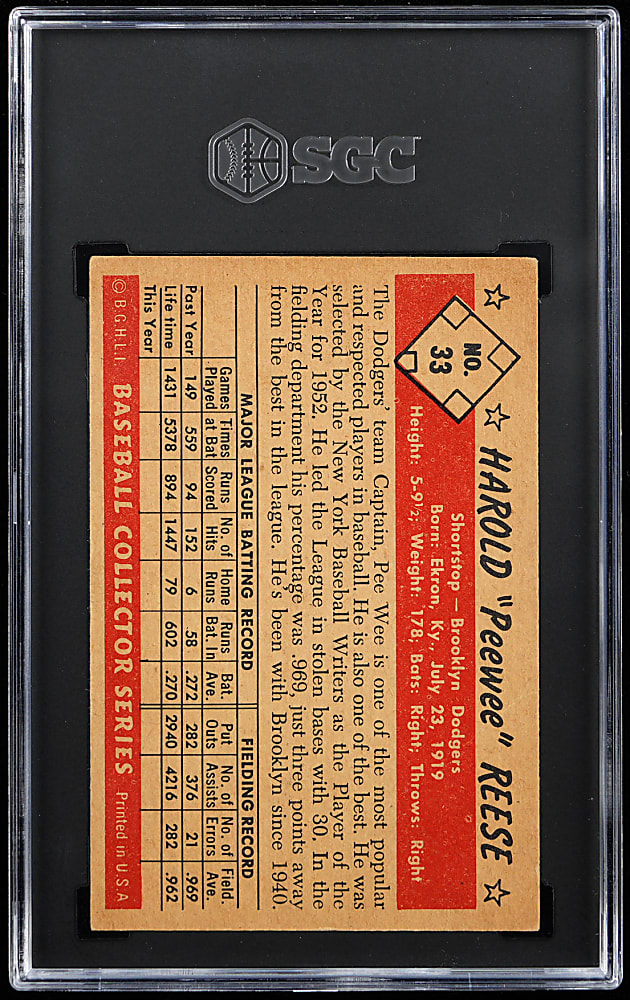 SGC
NO.
33
HAROLD "Peewee" REESE
Shortstop — Brooklyn Dodgers
Born: Ekron, Ky., July 23, 1919
Height: 5-9½; Weight: 178; Bats: Right; Throws: Right
The Dodgers' team Captain, Pee Wee is one of the most popular
and respected players in baseball. He is also one of the best. He was
selected by the New York Baseball Writers as the Player of the
Year for 1952. He led the League in stolen bases with 30. In the
fielding department his percentage was .969, just three points away
from the best in the league. He's been with Brooklyn since 1940.
MAJOR LEAGUE BATTING RECORD FIELDING RECORD
Games Times Runs No. of Home Runs Bat. Put No. of No. of Field.
Played at Bat Scored Hits Runs Bat. In Ave. Outs Assists Errors Ave.
Past Year 149 559 94 152 6 58 .272 282 376 21 .969
Life time 1431 5378 894 1447 79 602 .270 2940 4216 282 .962
This Year
© B.G.H.L.I. BASEBALL COLLECTOR SERIES Printed in U.S.A